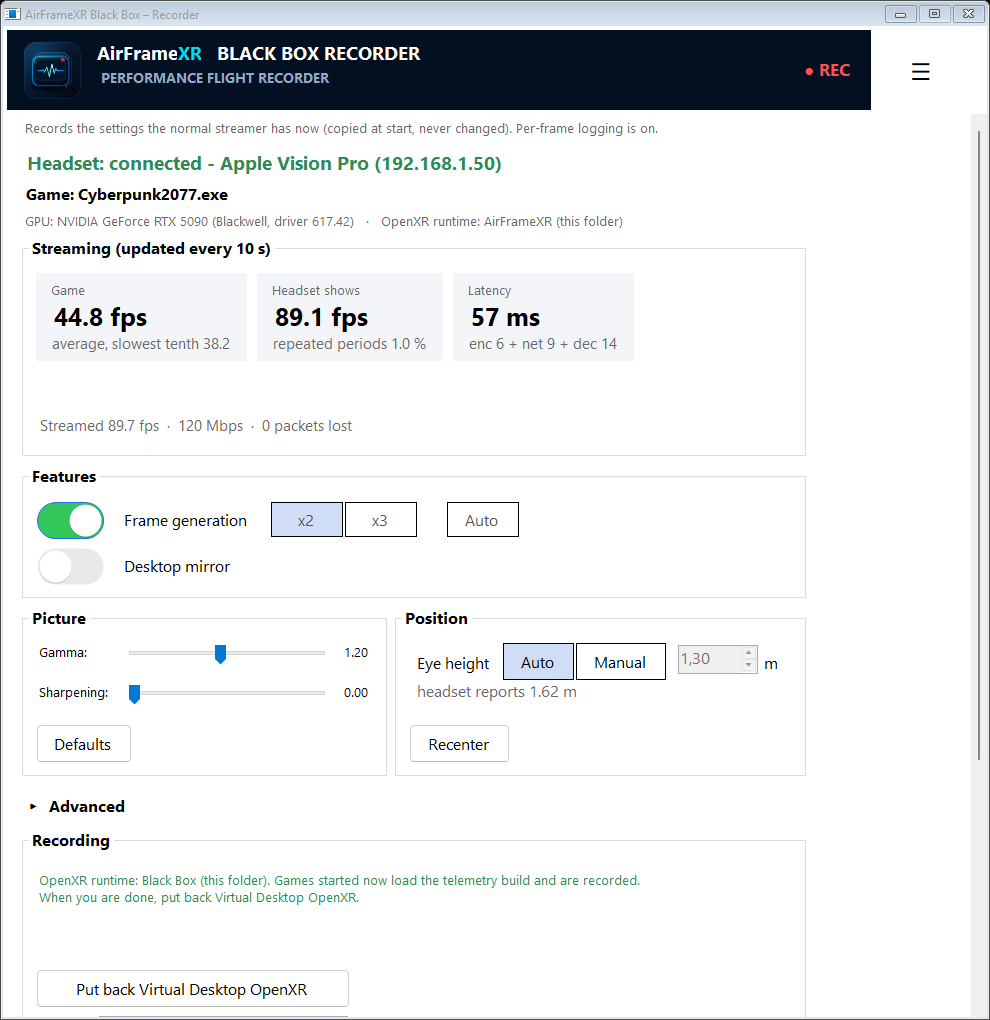 AirFrameXR Black Box – Recorder
AirFrameXR BLACK BOX RECORDER
PERFORMANCE FLIGHT RECORDER
● REC
Records the settings the normal streamer has now (copied at start, never changed). Per-frame logging is on.
Headset: connected - Apple Vision Pro (192.168.1.50)
Game: Cyberpunk2077.exe
GPU: NVIDIA GeForce RTX 5090 (Blackwell, driver 617.42) · OpenXR runtime: AirFrameXR (this folder)
Streaming (updated every 10 s)
Game
44.8 fps
average, slowest tenth 38.2
Headset shows
89.1 fps
repeated periods 1.0 %
Latency
57 ms
enc 6 + net 9 + dec 14
Streamed 89.7 fps · 120 Mbps · 0 packets lost
Features
Frame generation x2 x3 Auto
Desktop mirror
Picture
Gamma: 1.20
Sharpening: 0.00
Defaults
Position
Eye height Auto Manual 1,30 m
headset reports 1.62 m
Recenter
Advanced
Recording
OpenXR runtime: Black Box (this folder). Games started now load the telemetry build and are recorded.
When you are done, put back Virtual Desktop OpenXR.
Put back Virtual Desktop OpenXR